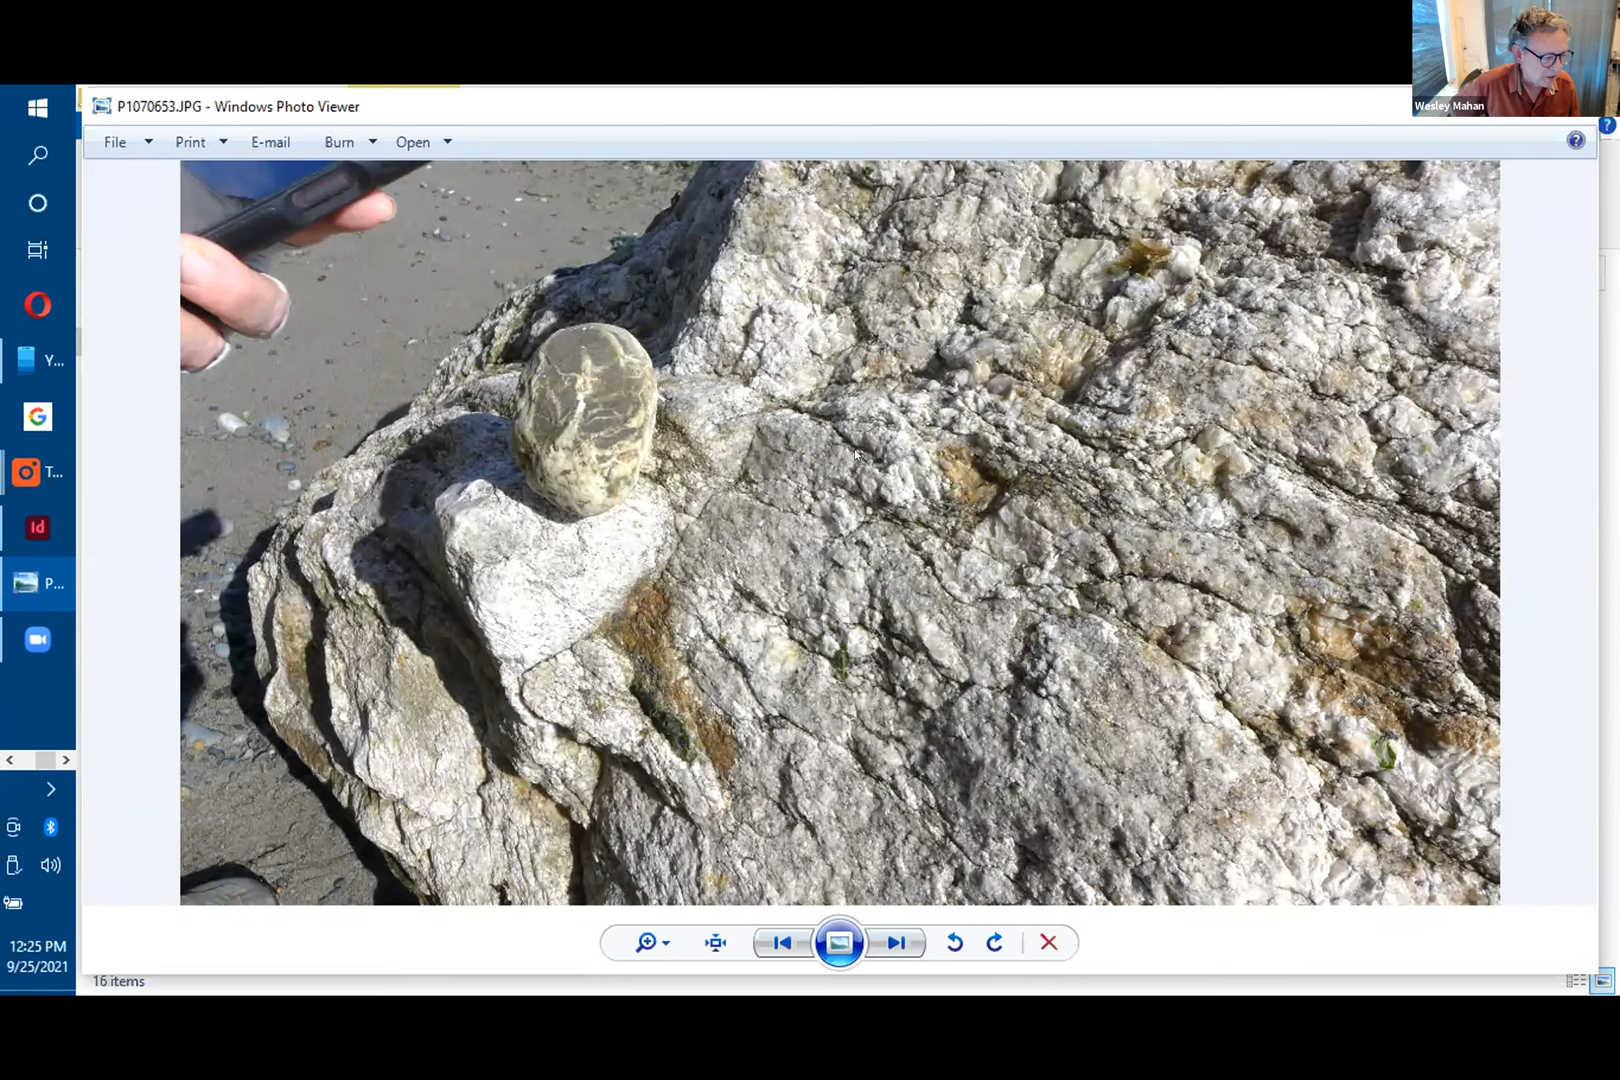 Wesley Mahan
P1070653.JPG - Windows Photo Viewer
File Print E-mail Burn Open
Y...
T...
Id
P...
12:25 PM
9/25/2021
16 items